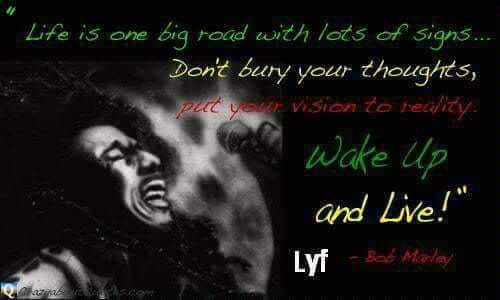 "Life is one big road with lots of signs...
Don't bury your thoughts,
put your vision to reality.
Wake Up
and Live!"
Lyf - Bob Marley